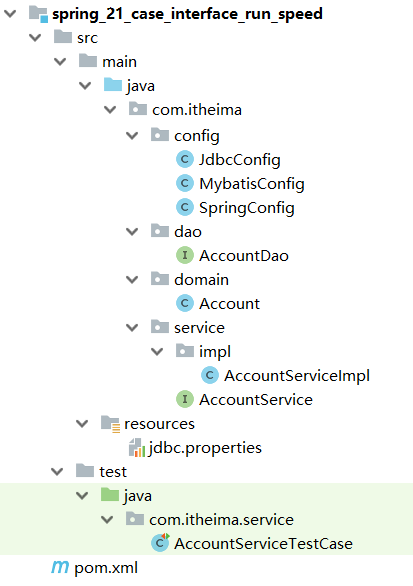 spring_21_case_interface_run_speed
src
main
java
com.itheima
config
C JdbcConfig
C MybatisConfig
C SpringConfig
dao
I AccountDao
domain
C Account
service
impl
C AccountServiceImpl
I AccountService
resources
jdbc.properties
test
java
com.itheima.service
C AccountServiceTestCase
m pom.xml